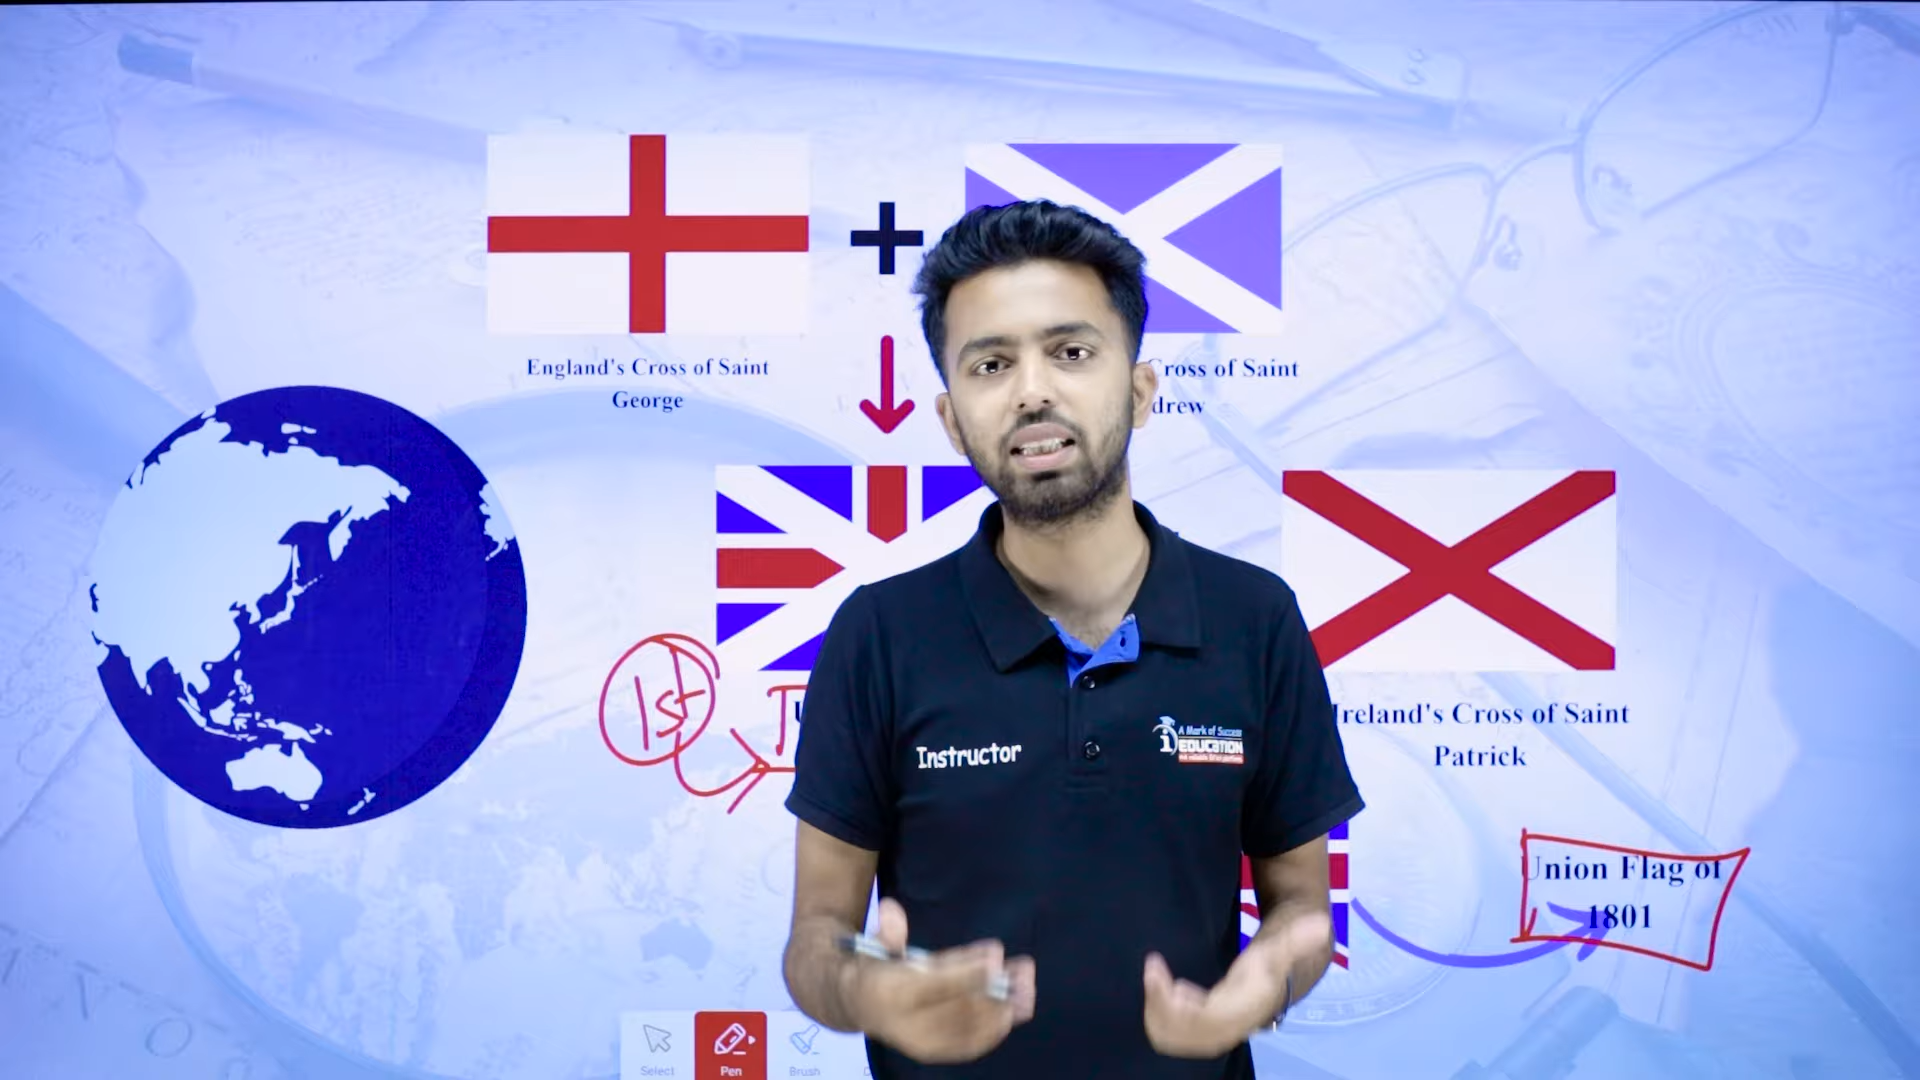 England's Cross of Saint
George
Cross of Saint
drew
1st
Instructor
A Mark of Success
EDUCATION
Ireland's Cross of Saint
Patrick
Union Flag of
1801
Select
Pen
Brush